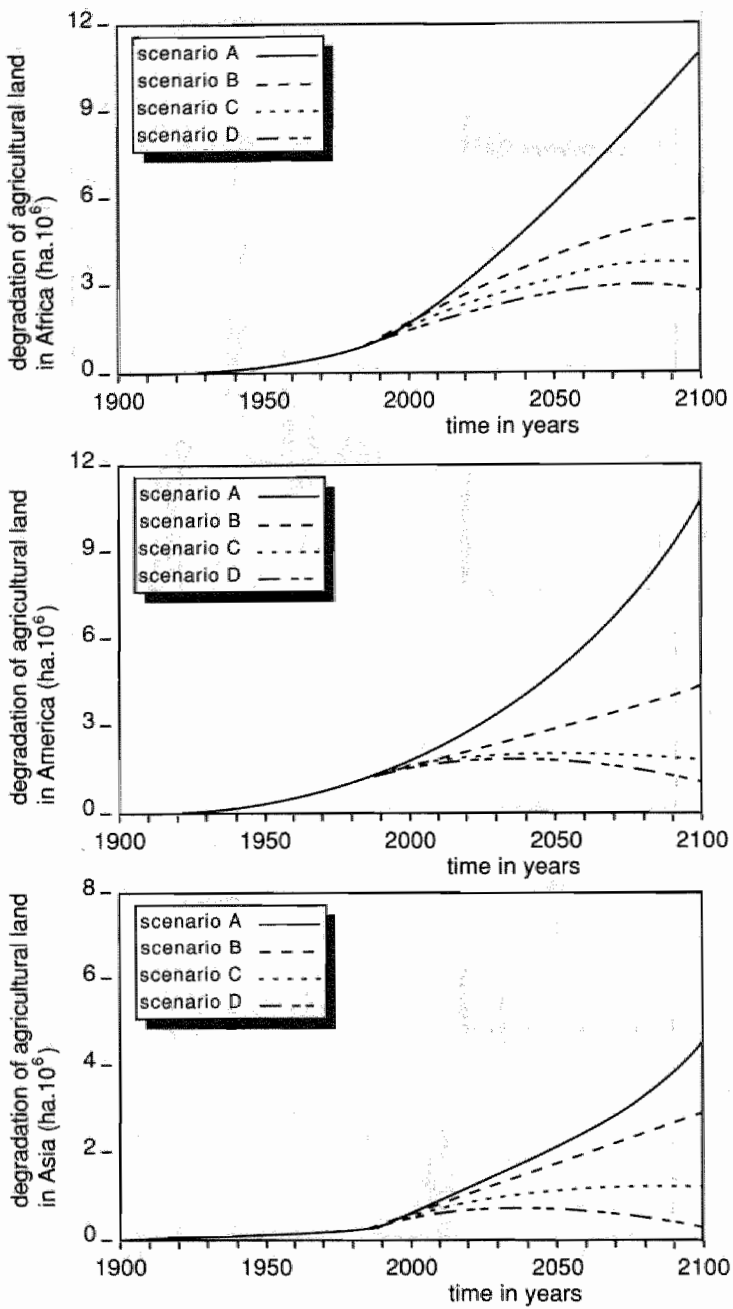 12
9
6
3
0
degradation of agricultural land
in Africa (ha.10⁶)
scenario A
scenario B
scenario C
scenario D
1900 1950 2000 2050 2100
time in years
12
9
6
3
0
degradation of agricultural land
in America (ha.10⁶)
scenario A
scenario B
scenario C
scenario D
1900 1950 2000 2050 2100
time in years
8
6
4
2
0
degradation of agricultural land
in Asia (ha.10⁶)
scenario A
scenario B
scenario C
scenario D
1900 1950 2000 2050 2100
time in years